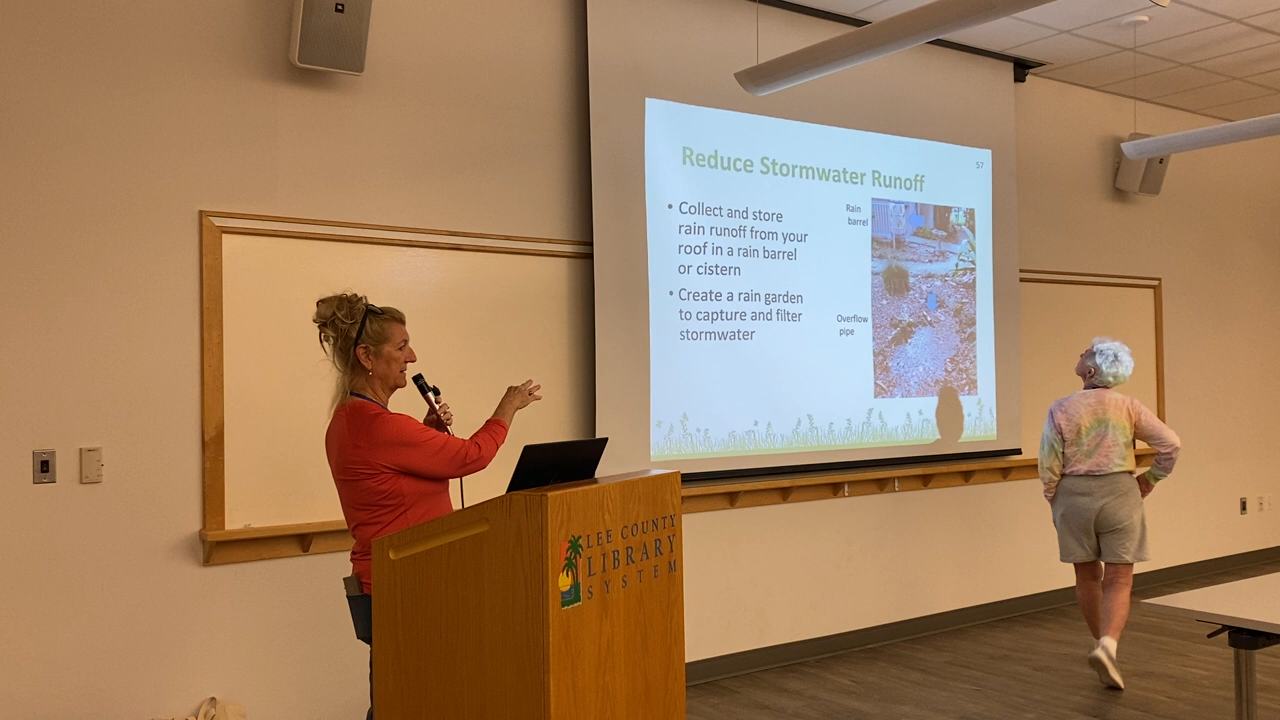 JBL
Reduce Stormwater Runoff
57
• Collect and store
rain runoff from your
roof in a rain barrel
or cistern
• Create a rain garden
to capture and filter
stormwater
Rain
barrel
Overflow
pipe
LEE COUNTY
LIBRARY
SYSTEM